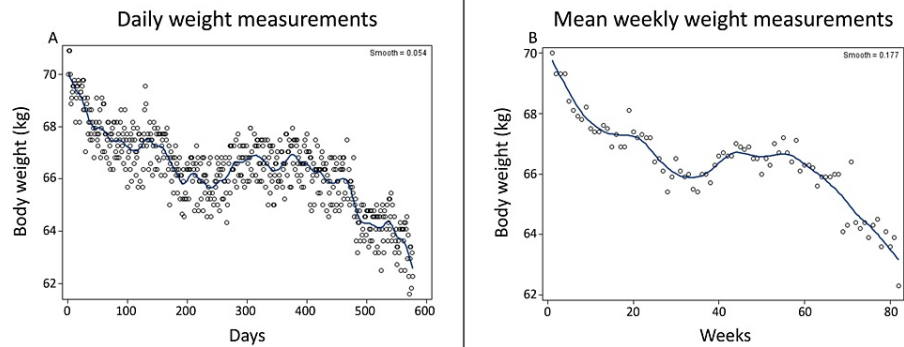 Daily weight measurements
A
Smooth = 0.054
70
68
66
64
62
Body weight (kg)
0 100 200 300 400 500 600
Days
Mean weekly weight measurements
B
Smooth = 0.177
70
68
66
64
62
Body weight (kg)
0 20 40 60 80
Weeks